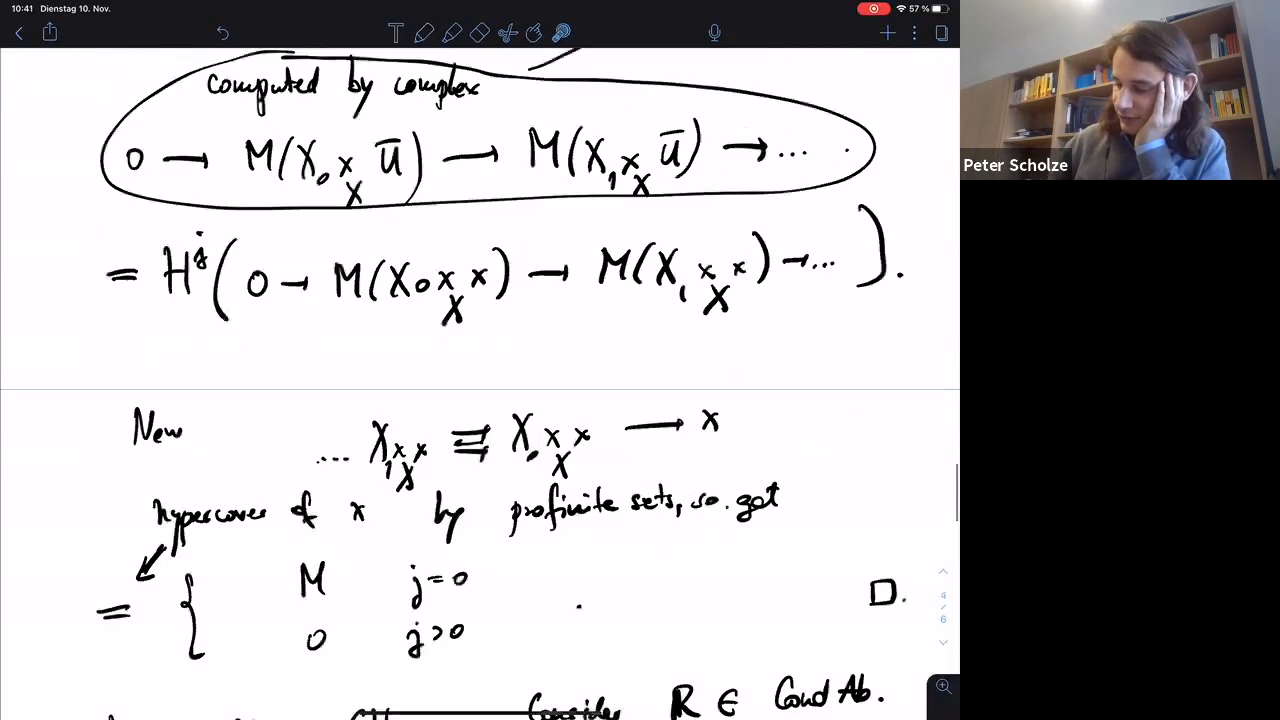 10:41 Dienstag 10. Nov.
57 %
computed by complex
0 → M(X₀ ×_X Ū) → M(X₁ ×_X Ū) → ...
= Hʲ(0 → M(X₀ ×_X x) → M(X₁ ×_X x) → ...).
Peter Scholze
New
... X₁ ×_X x ⇉ X₀ ×_X x → x
hypercover of x by profinite sets, so get
= { M j=0
0 j>0
□.
4
/
6
Consider ℝ ∈ Cond Ab.